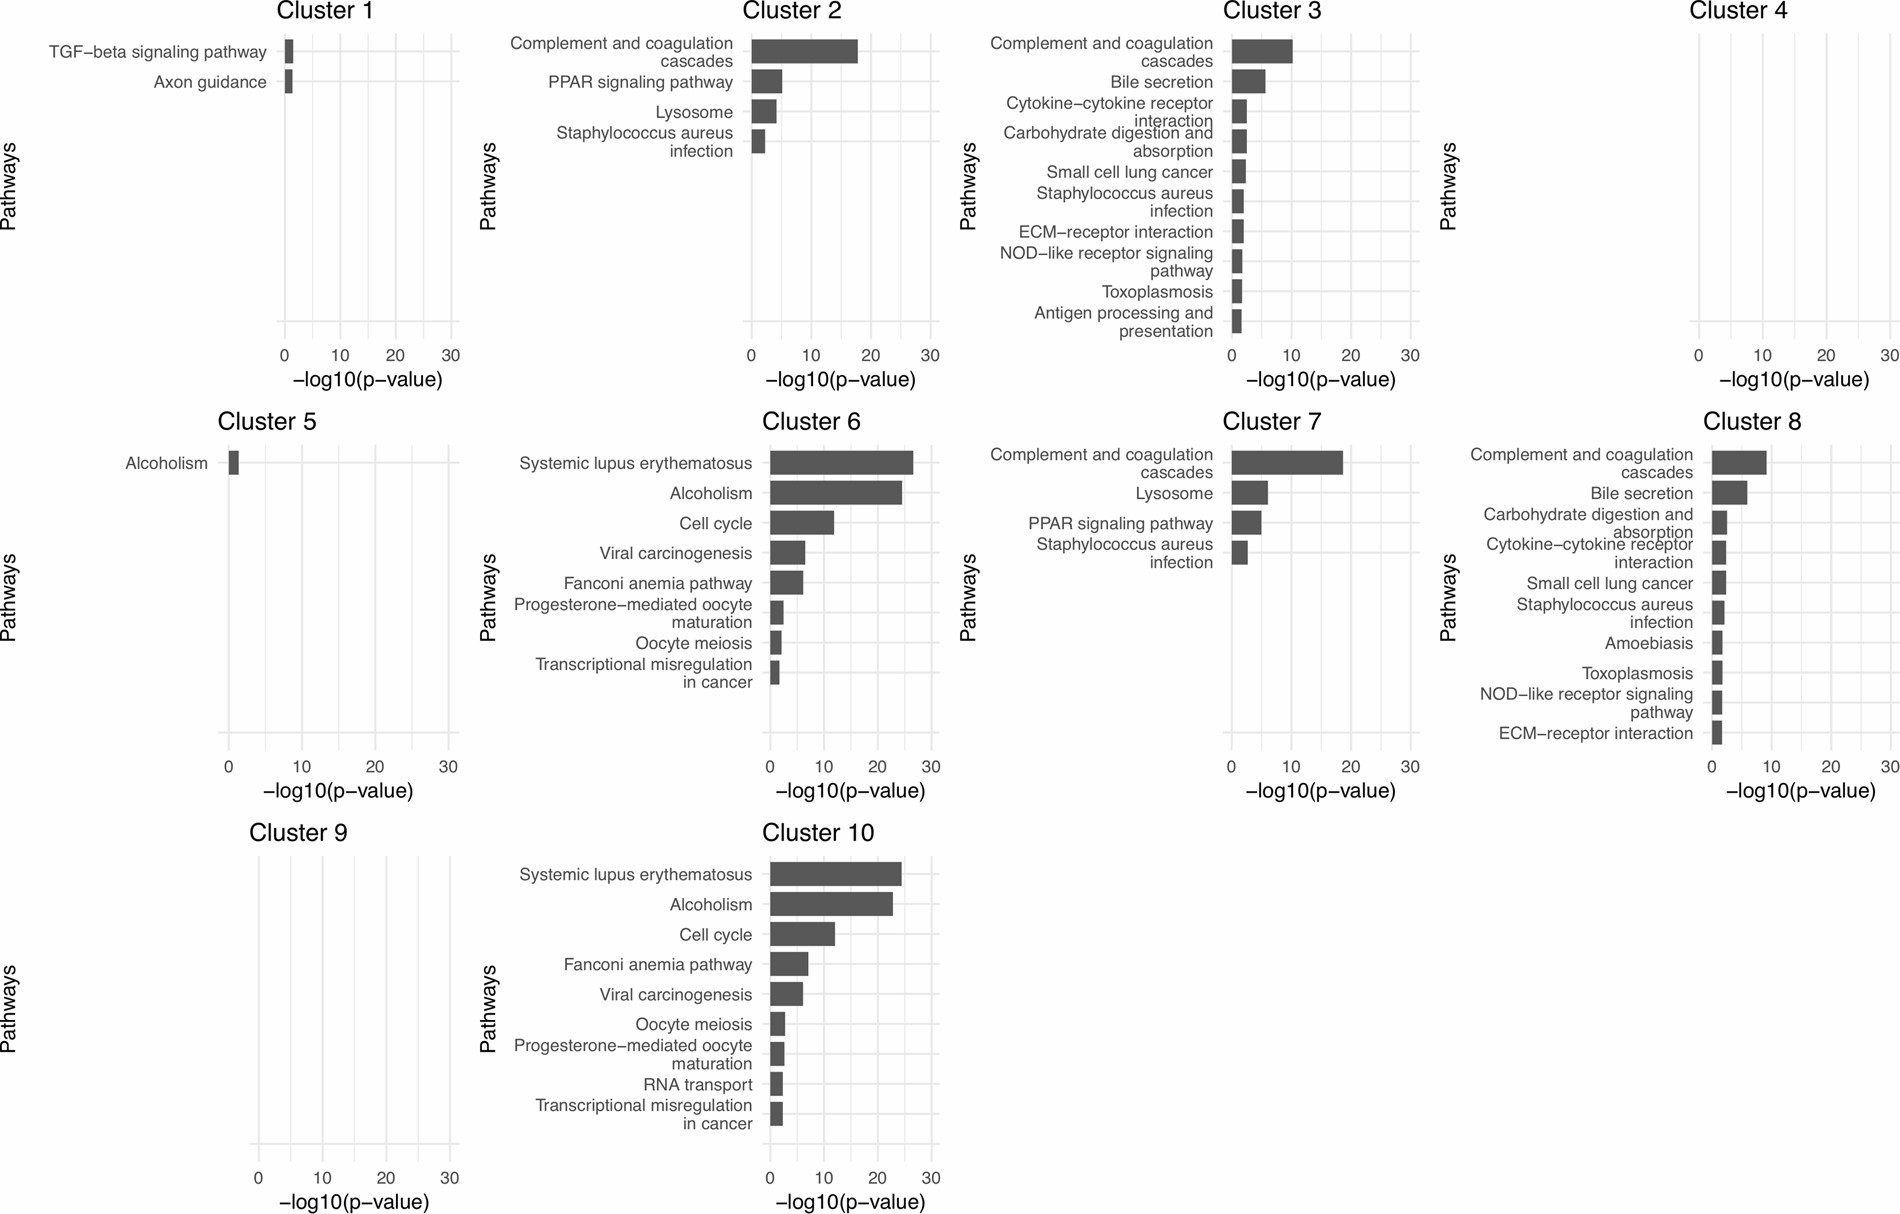 Cluster 1
TGF−beta signaling pathway
Axon guidance
Pathways
0 10 20 30
−log10(p−value)
Cluster 2
Complement and coagulation
cascades
PPAR signaling pathway
Lysosome
Staphylococcus aureus
infection
Pathways
0 10 20 30
−log10(p−value)
Cluster 3
Complement and coagulation
cascades
Bile secretion
Cytokine−cytokine receptor
interaction
Carbohydrate digestion and
absorption
Small cell lung cancer
Staphylococcus aureus
infection
ECM−receptor interaction
NOD−like receptor signaling
pathway
Toxoplasmosis
Antigen processing and
presentation
Pathways
0 10 20 30
−log10(p−value)
Cluster 4
Pathways
0 10 20 30
−log10(p−value)
Cluster 5
Alcoholism
Pathways
0 10 20 30
−log10(p−value)
Cluster 6
Systemic lupus erythematosus
Alcoholism
Cell cycle
Viral carcinogenesis
Fanconi anemia pathway
Progesterone−mediated oocyte
maturation
Oocyte meiosis
Transcriptional misregulation
in cancer
Pathways
0 10 20 30
−log10(p−value)
Cluster 7
Complement and coagulation
cascades
Lysosome
PPAR signaling pathway
Staphylococcus aureus
infection
Pathways
0 10 20 30
−log10(p−value)
Cluster 8
Complement and coagulation
cascades
Bile secretion
Carbohydrate digestion and
absorption
Cytokine−cytokine receptor
interaction
Small cell lung cancer
Staphylococcus aureus
infection
Amoebiasis
Toxoplasmosis
NOD−like receptor signaling
pathway
ECM−receptor interaction
Pathways
0 10 20 30
−log10(p−value)
Cluster 9
Pathways
0 10 20 30
−log10(p−value)
Cluster 10
Systemic lupus erythematosus
Alcoholism
Cell cycle
Fanconi anemia pathway
Viral carcinogenesis
Oocyte meiosis
Progesterone−mediated oocyte
maturation
RNA transport
Transcriptional misregulation
in cancer
Pathways
0 10 20 30
−log10(p−value)